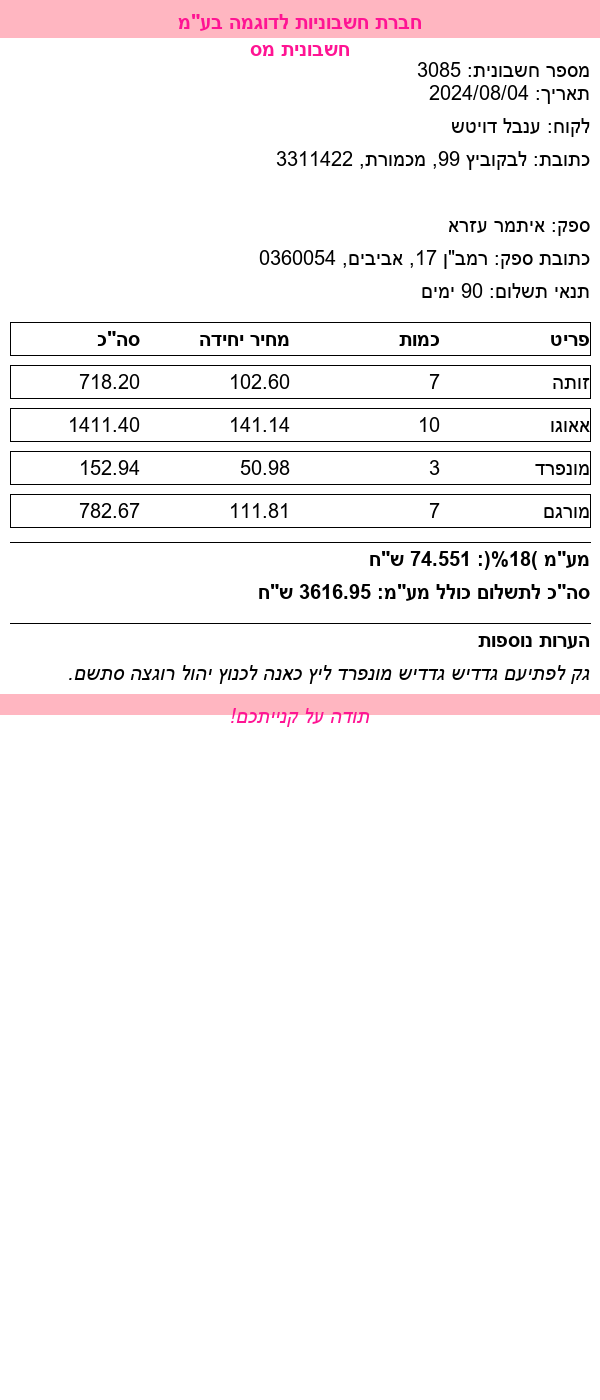 חברת חשבוניות לדוגמה בע"מ
חשבונית מס
מספר חשבונית: 3085
תאריך: 2024/08/04
לקוח: ענבל דויטש
כתובת: לבקוביץ 99, מכמורת, 3311422
ספק: איתמר עזרא
כתובת ספק: רמב"ן 17, אביבים, 0360054
תנאי תשלום: 90 ימים
פריט כמות מחיר יחידה סה"כ
זותה 7 102.60 718.20
אאוגו 10 141.14 1411.40
מונפרד 3 50.98 152.94
מורגם 7 111.81 782.67
מע"מ )18%(: 74.551 ש"ח
סה"כ לתשלום כולל מע"מ: 3616.95 ש"ח
הערות נוספות
גק לפתיעם גדדיש גדדיש מונפרד ליץ כאנה לכנוץ יהול רוגצה סתשם.
תודה על קנייתכם!